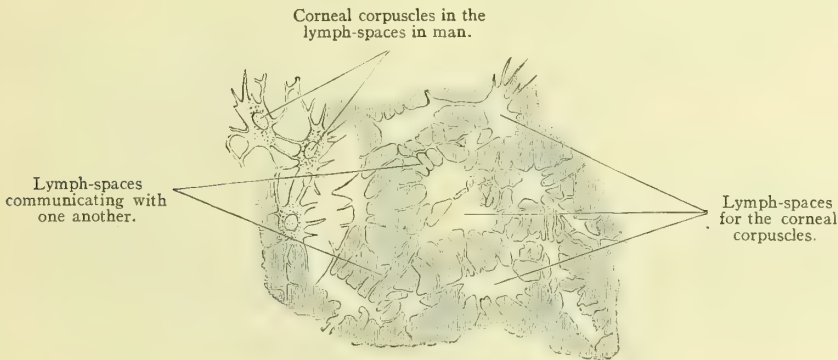 Corneal corpuscles in the
lymph-spaces in man.
Lymph-spaces
communicating with
one another.
Lymph-spaces
for the corneal
corpuscles.